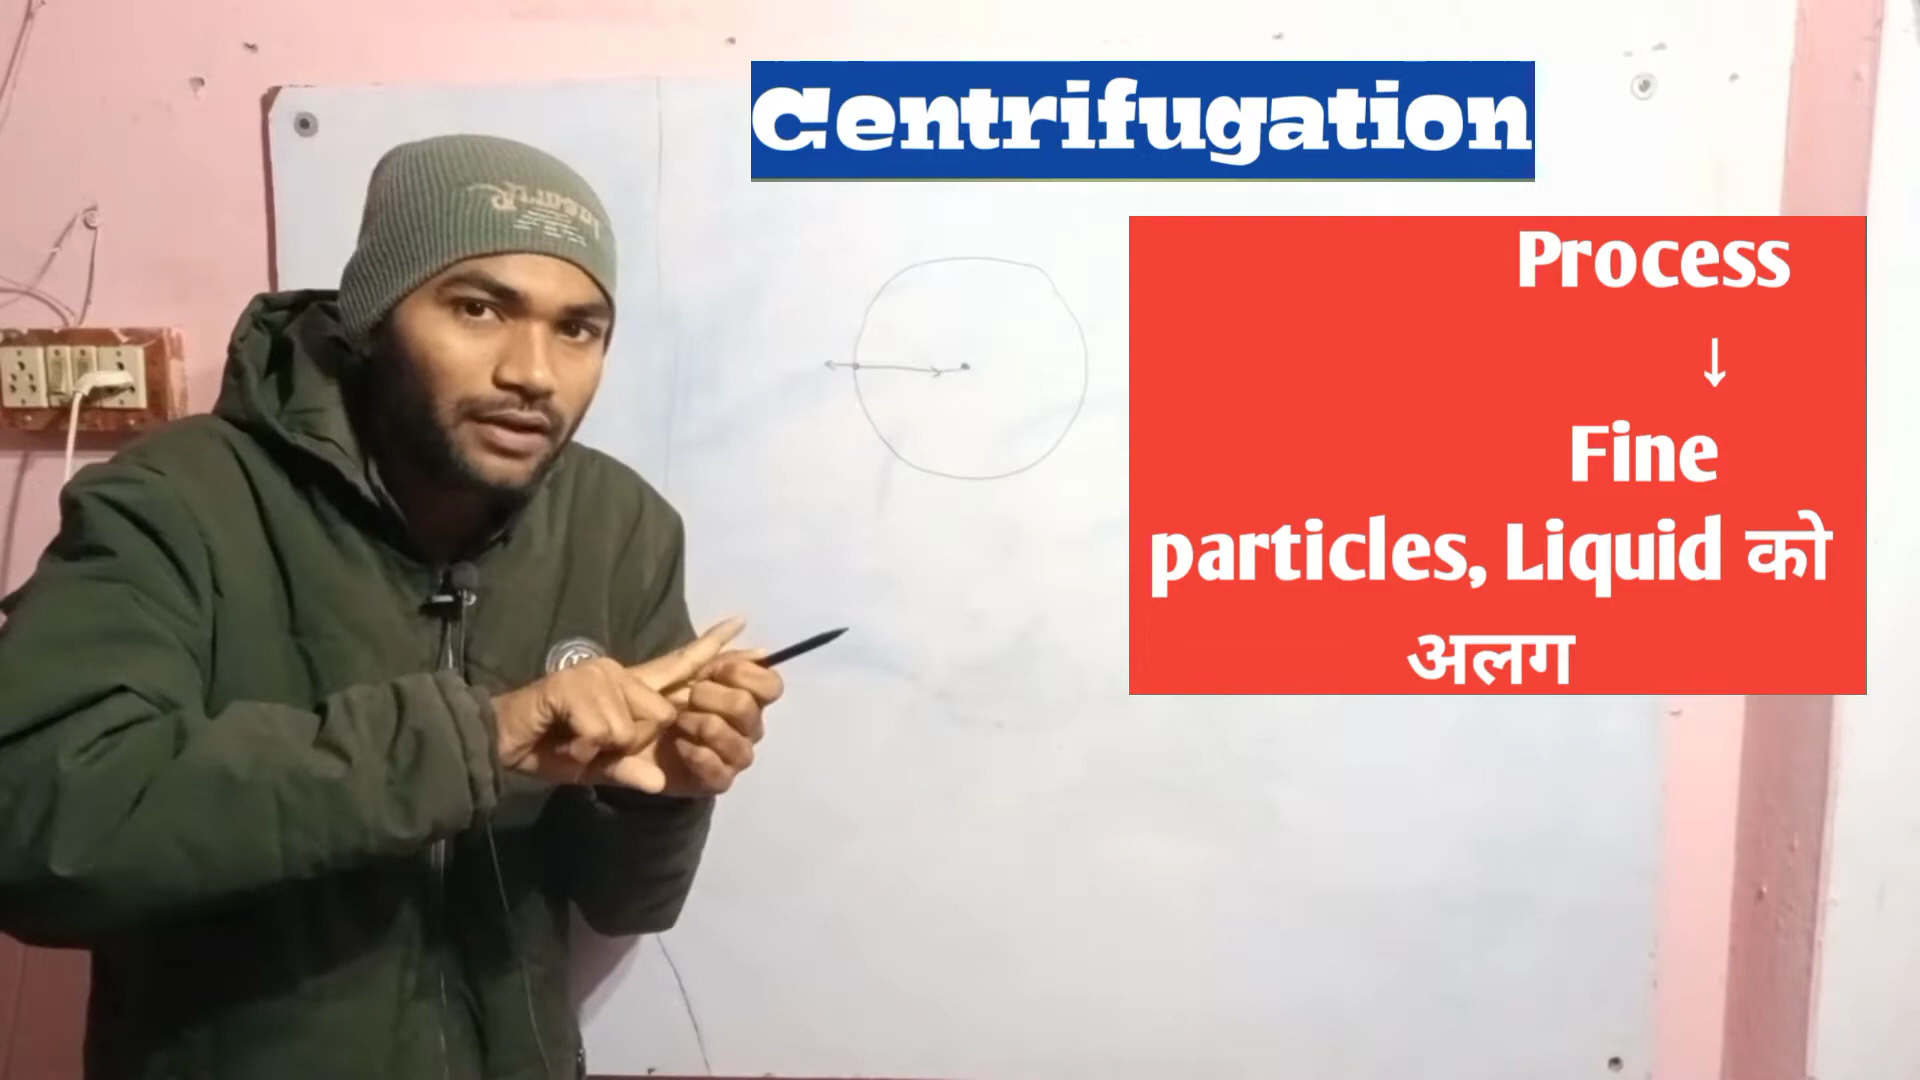 Centrifugation
Process
↓
Fine
particles, Liquid को
अलग